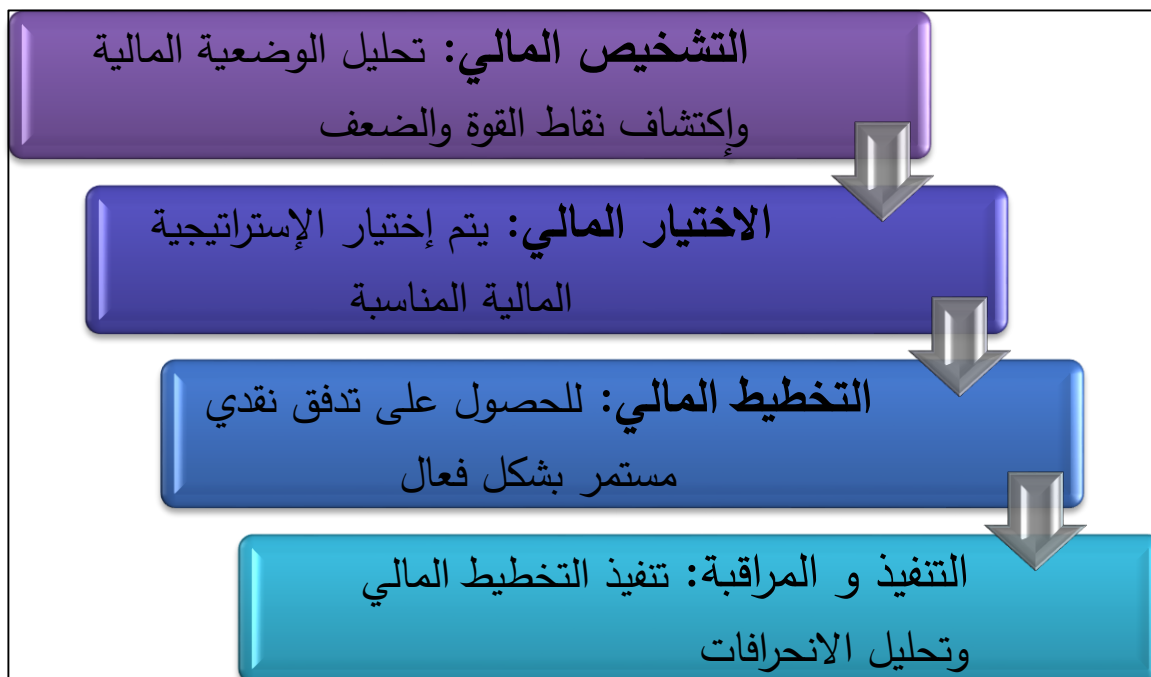 التشخيص المالي: تحليل الوضعية المالية
وإكتشاف نقاط القوة والضعف
الاختيار المالي: يتم إختيار الإستراتيجية
المالية المناسبة
التخطيط المالي: للحصول على تدفق نقدي
مستمر بشكل فعال
التنفيذ و المراقبة: تنفيذ التخطيط المالي
وتحليل الانحرافات